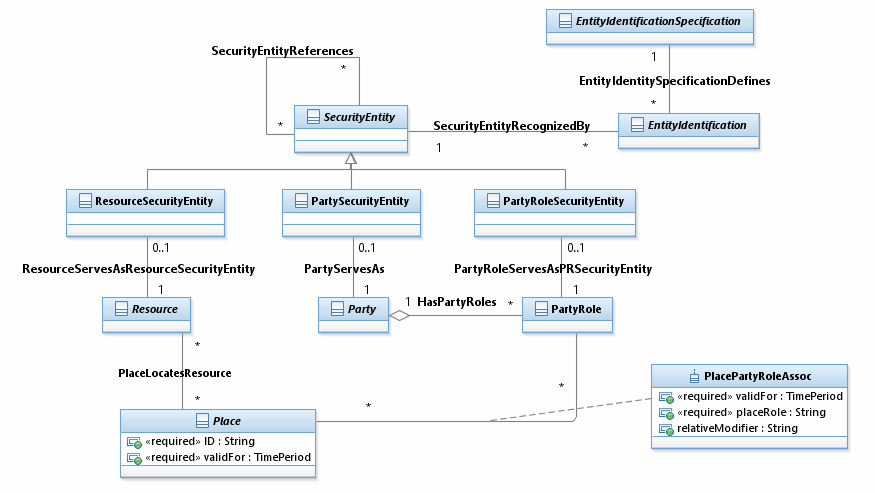 EntityIdentificationSpecification
SecurityEntityReferences
1
*
EntityIdentitySpecificationDefines
*
*
SecurityEntity
SecurityEntityRecognizedBy
EntityIdentification
1
*
ResourceSecurityEntity
PartySecurityEntity
PartyRoleSecurityEntity
0..1
0..1
0..1
ResourceServesAsResourceSecurityEntity
PartyServesAs
PartyRoleServesAsPRSecurityEntity
1
1
1
Resource
Party
1
HasPartyRoles
*
PartyRole
*
PlaceLocatesResource
*
*
*
PlacePartyRoleAssoc
«required» validFor : TimePeriod
«required» placeRole : String
relativeModifier : String
Place
«required» ID : String
«required» validFor : TimePeriod